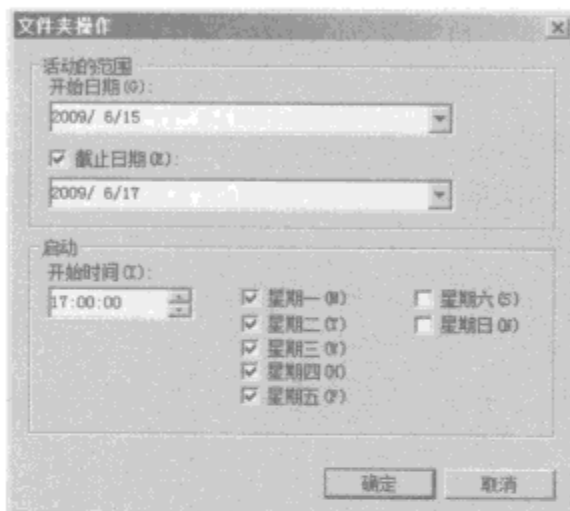 文件夹操作
活动的范围
开始日期(G):
2009/ 6/15
截止日期(E):
2009/ 6/17
启动
开始时间(I):
17:00:00
星期一(M)
星期六(S)
星期二(T)
星期日(N)
星期三(W)
星期四(H)
星期五(F)
确定
取消